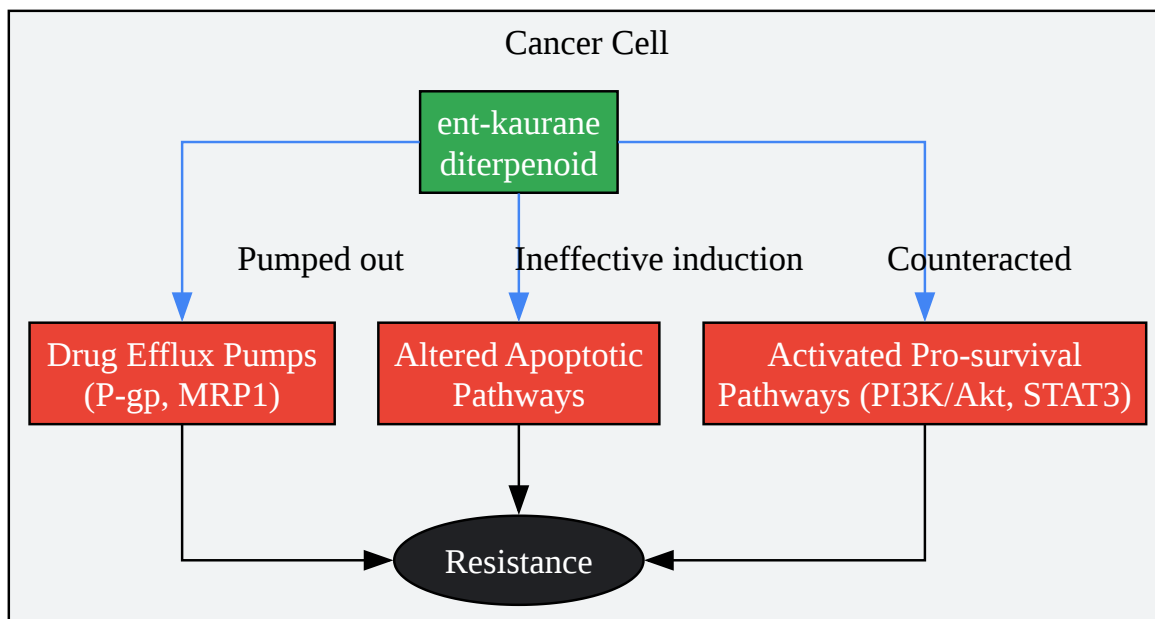 Cancer Cell
ent-kaurane
diterpenoid
Pumped out
Ineffective induction
Counteracted
Drug Efflux Pumps
(P-gp, MRP1)
Altered Apoptotic
Pathways
Activated Pro-survival
Pathways (PI3K/Akt, STAT3)
Resistance